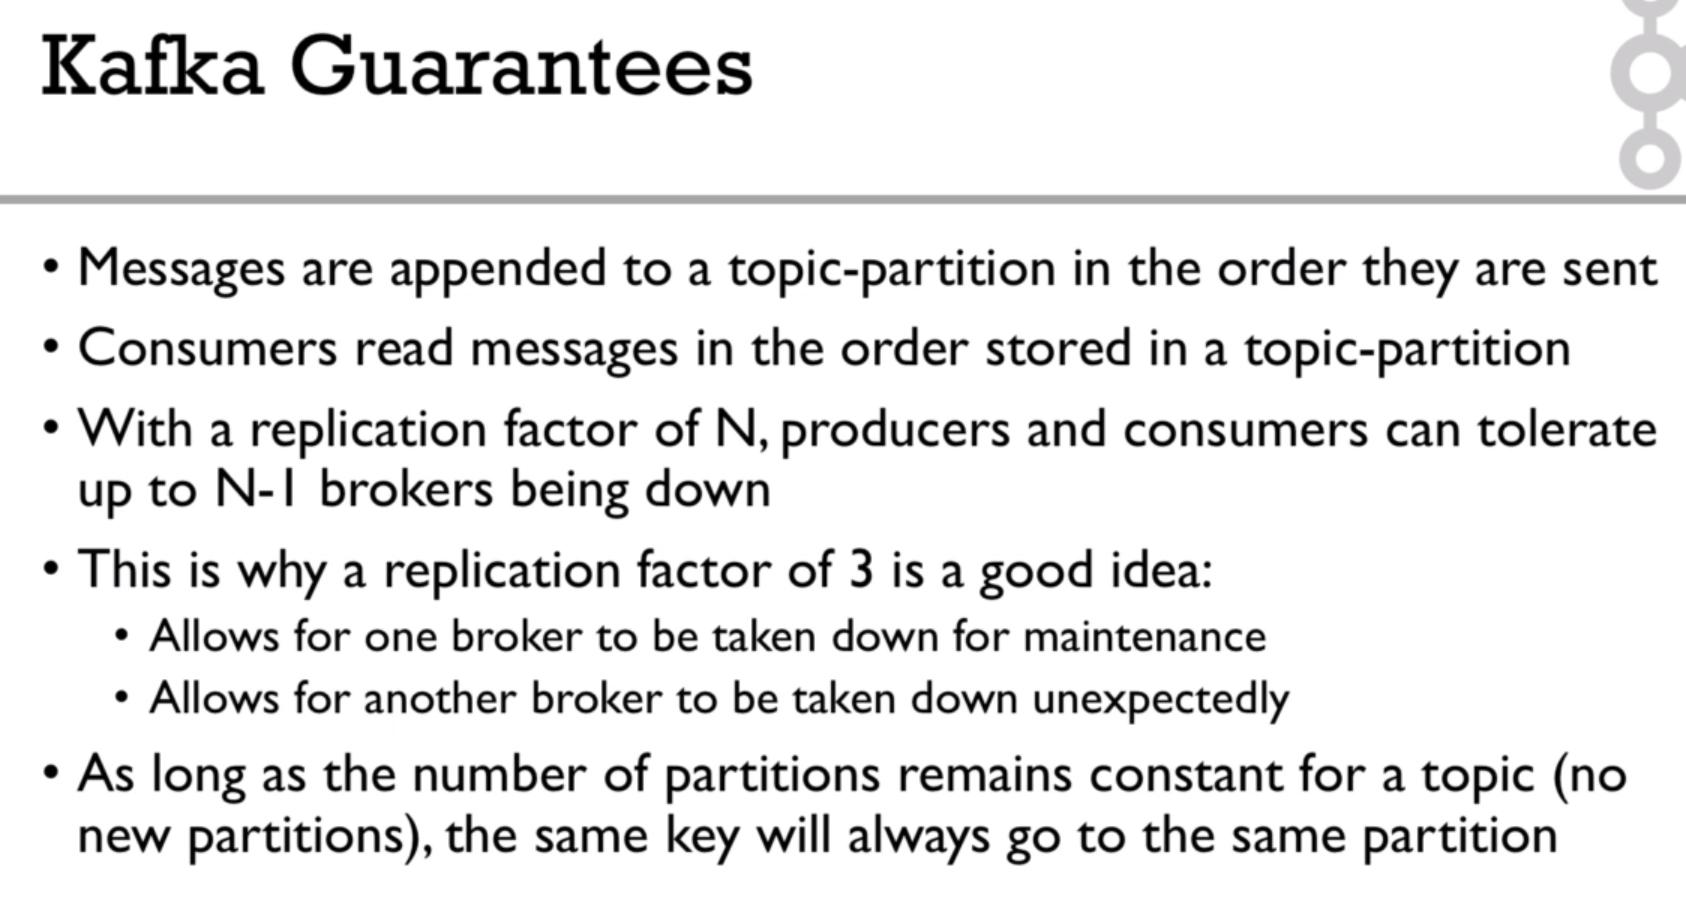 Kafka Guarantees
• Messages are appended to a topic-partition in the order they are sent
• Consumers read messages in the order stored in a topic-partition
• With a replication factor of N, producers and consumers can tolerate
up to N-1 brokers being down
• This is why a replication factor of 3 is a good idea:
• Allows for one broker to be taken down for maintenance
• Allows for another broker to be taken down unexpectedly
• As long as the number of partitions remains constant for a topic (no
new partitions), the same key will always go to the same partition